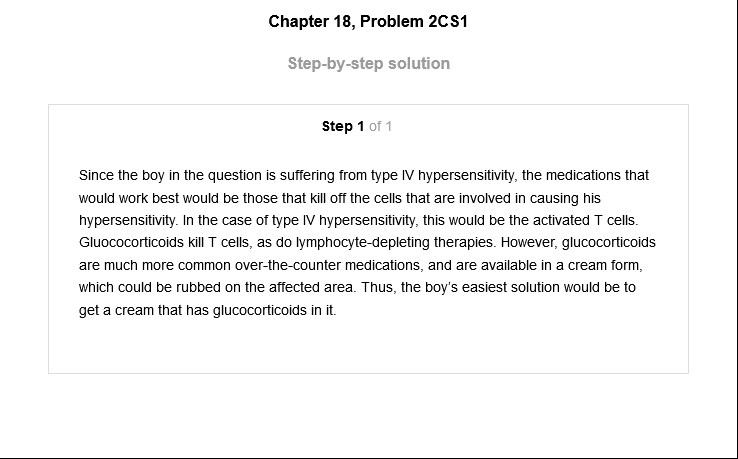 Chapter 18, Problem 2CS1
Step-by-step solution
Step 1 of 1
Since the boy in the question is suffering from type IV hypersensitivity, the medications that
would work best would be those that kill off the cells that are involved in causing his
hypersensitivity. In the case of type IV hypersensitivity, this would be the activated T cells.
Gluococorticoids kill T cells, as do lymphocyte-depleting therapies. However, glucocorticoids
are much more common over-the-counter medications, and are available in a cream form,
which could be rubbed on the affected area. Thus, the boy’s easiest solution would be to
get a cream that has glucocorticoids in it.